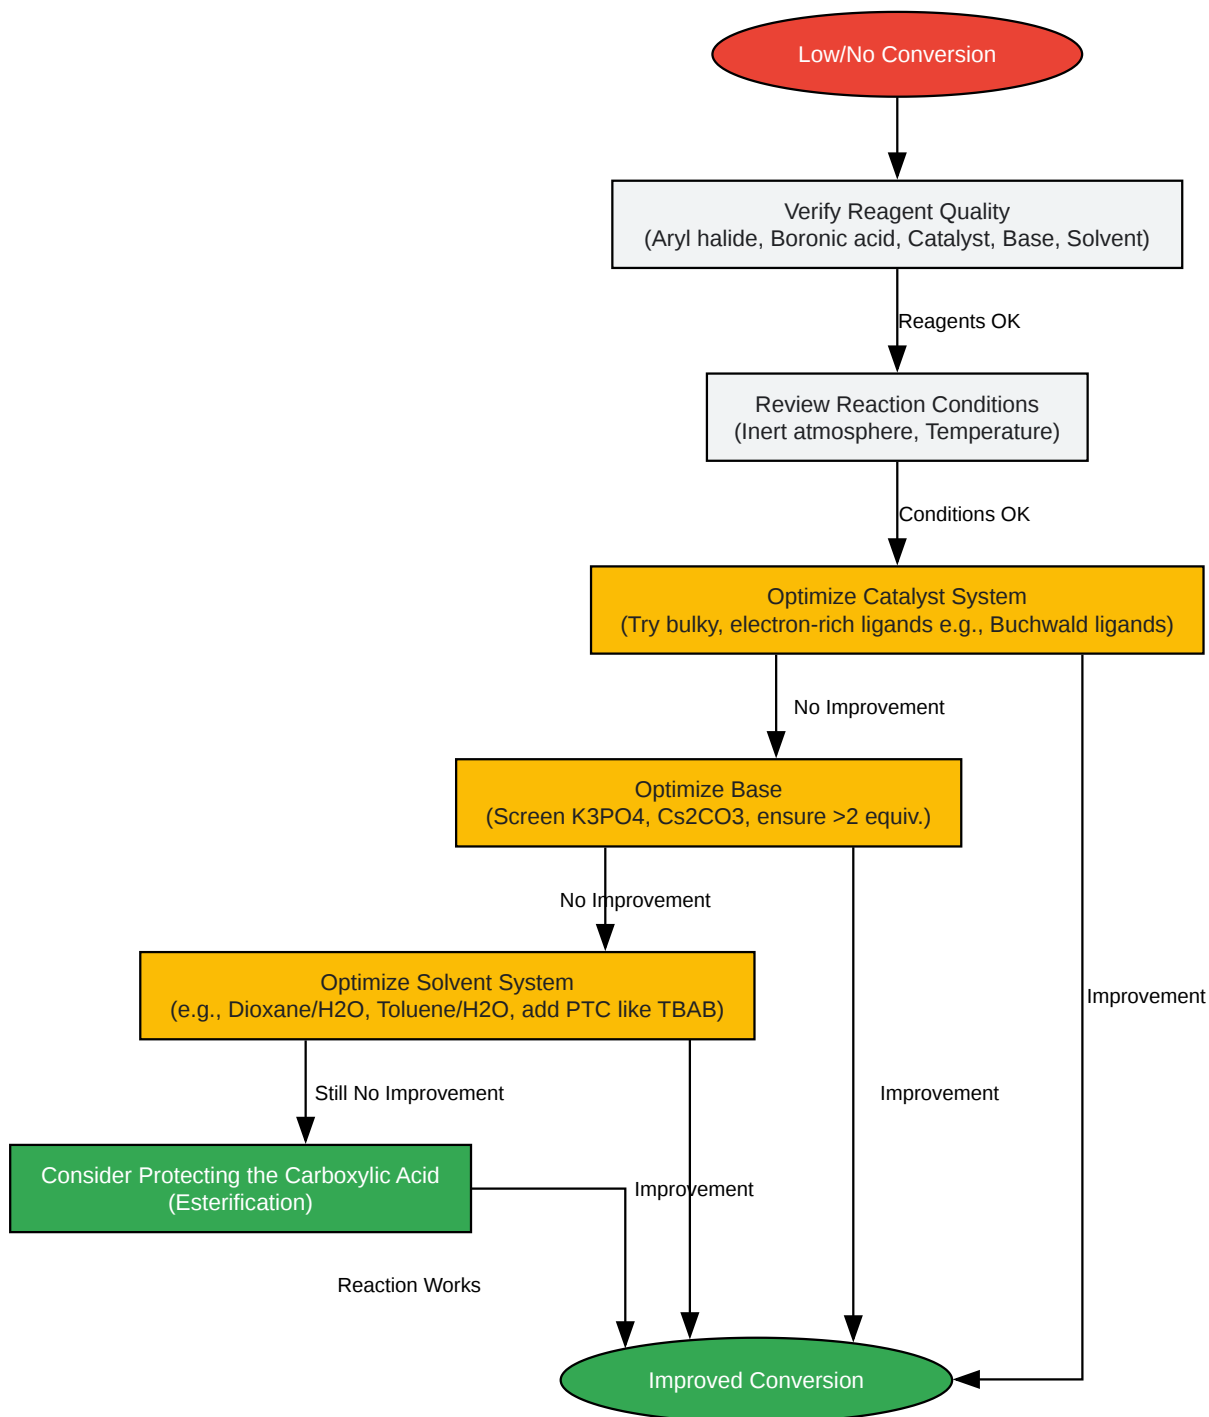 Low/No Conversion
Verify Reagent Quality
(Aryl halide, Boronic acid, Catalyst, Base, Solvent)
Reagents OK
Review Reaction Conditions
(Inert atmosphere, Temperature)
Conditions OK
Optimize Catalyst System
(Try bulky, electron-rich ligands e.g., Buchwald ligands)
No Improvement
Optimize Base
(Screen K3PO4, Cs2CO3, ensure >2 equiv.)
No Improvement
Optimize Solvent System
(e.g., Dioxane/H2O, Toluene/H2O, add PTC like TBAB)
Improvement
Still No Improvement
Improvement
Consider Protecting the Carboxylic Acid
(Esterification)
Improvement
Reaction Works
Improved Conversion